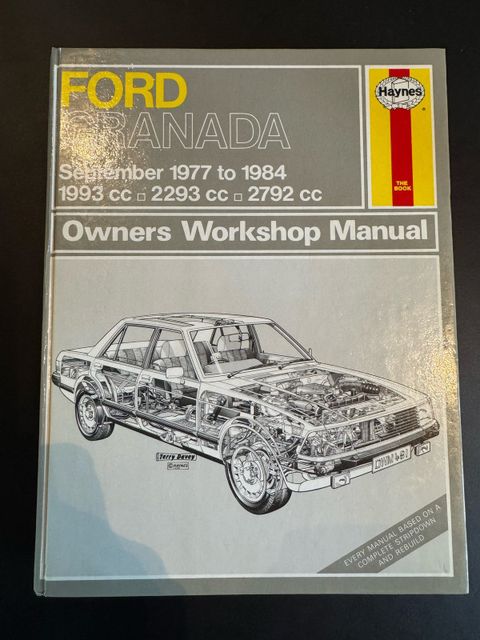 FORD
GRANADA
September 1977 to 1984
1993 cc □ 2293 cc □ 2792 cc
Haynes
®
THE
BOOK
Owners Workshop Manual
Terry Davey
© HAYNES
EVERY MANUAL BASED ON A
COMPLETE STRIPDOWN
AND REBUILD